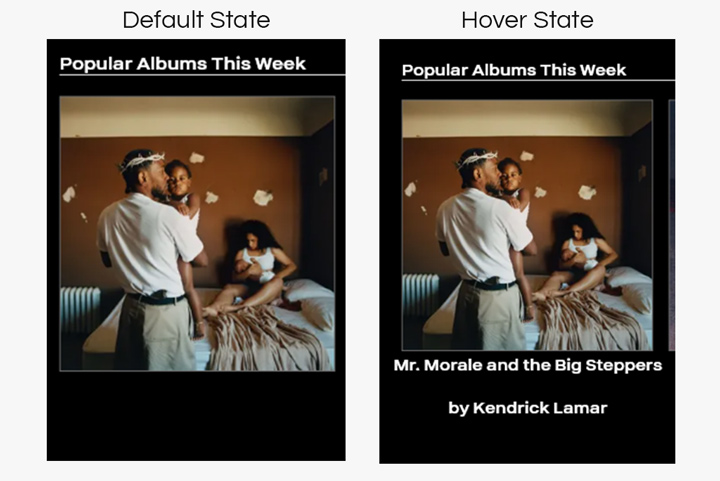 Default State
Hover State
Popular Albums This Week
Popular Albums This Week
Mr. Morale and the Big Steppers
by Kendrick Lamar